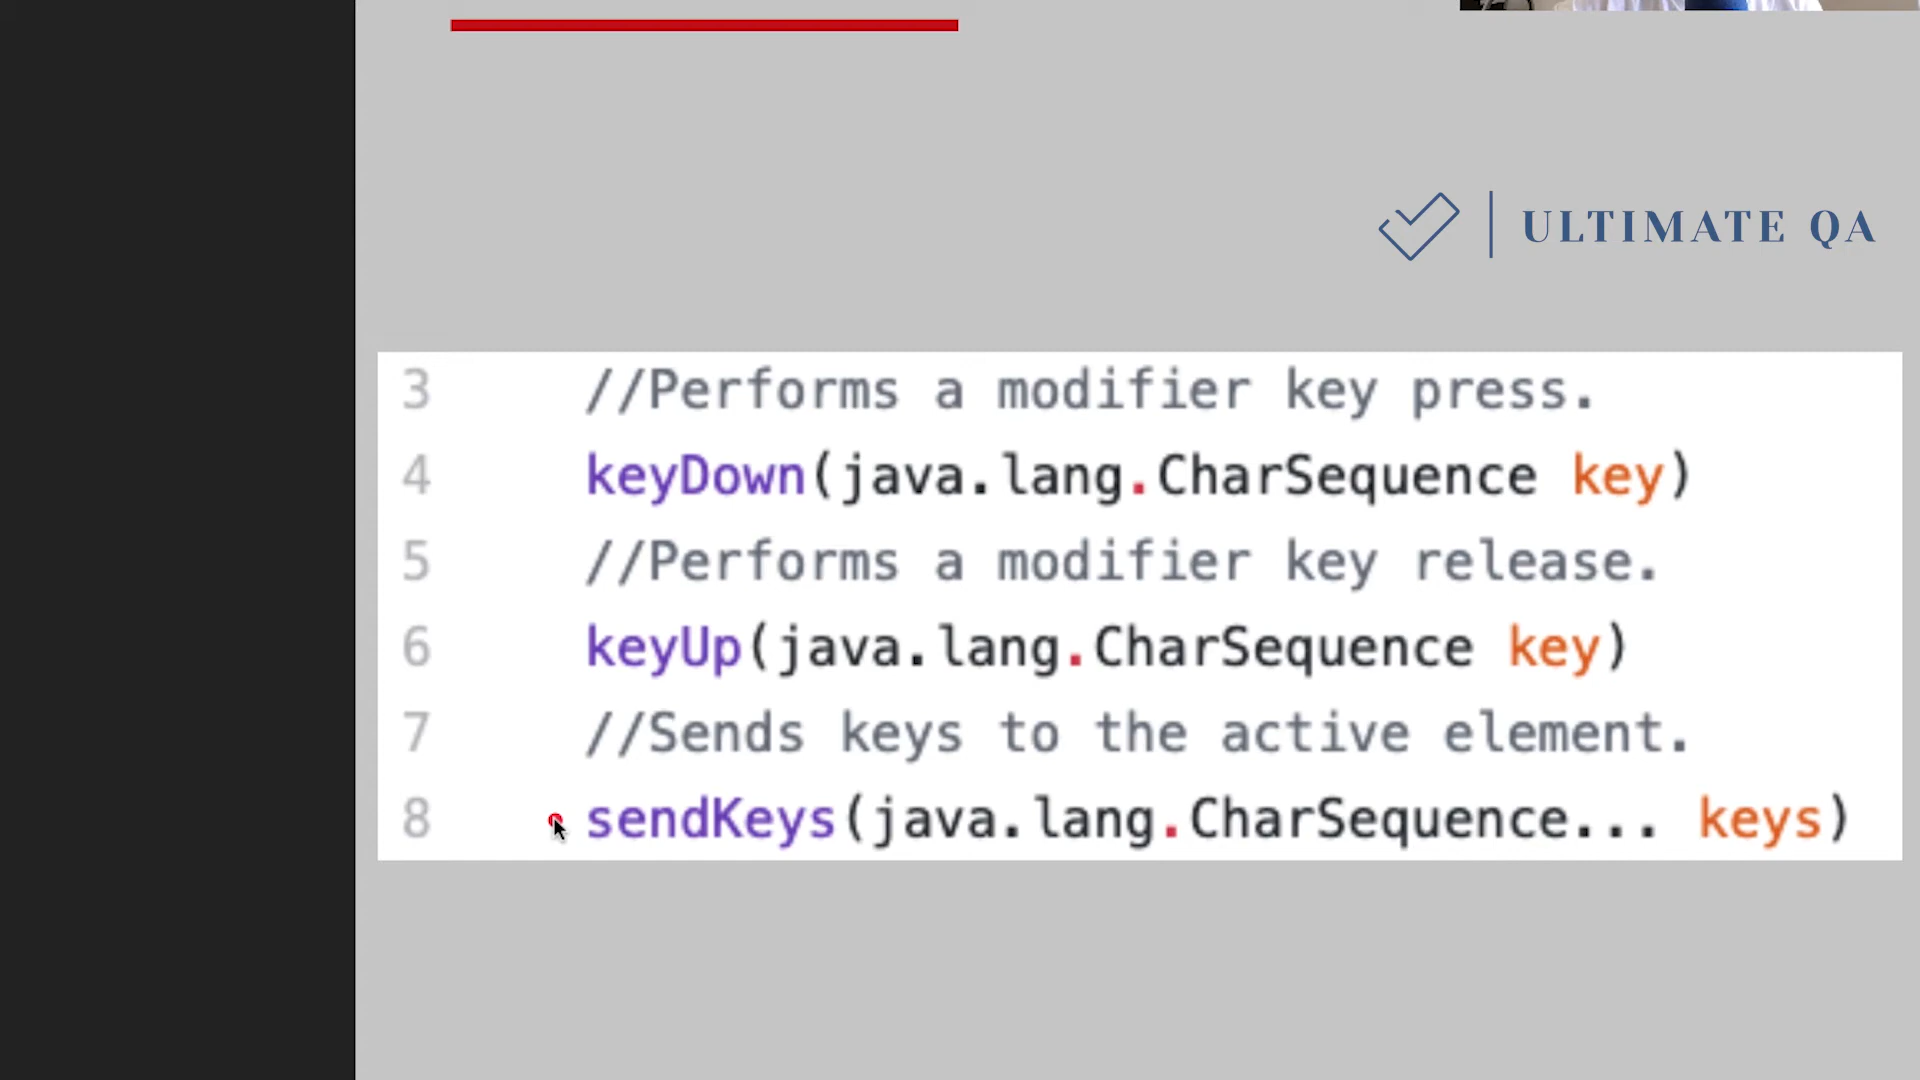 ULTIMATE QA
3 //Performs a modifier key press.
4 keyDown(java.lang.CharSequence key)
5 //Performs a modifier key release.
6 keyUp(java.lang.CharSequence key)
7 //Sends keys to the active element.
8 sendKeys(java.lang.CharSequence... keys)